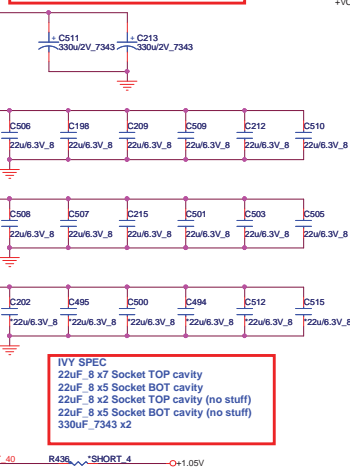 +VC
C511
330u/2V_7343
C213
330u/2V_7343
C506
22u/6.3V_8
C198
22u/6.3V_8
C209
22u/6.3V_8
C509
22u/6.3V_8
C212
22u/6.3V_8
C510
22u/6.3V_8
C508
22u/6.3V_8
C507
22u/6.3V_8
C215
22u/6.3V_8
C501
22u/6.3V_8
C503
22u/6.3V_8
C505
22u/6.3V_8
C202
*22u/6.3V_8
C495
*22u/6.3V_8
C500
*22u/6.3V_8
C494
*22u/6.3V_8
C512
*22u/6.3V_8
C515
*22u/6.3V_8
IVY SPEC
22uF_8 x7 Socket TOP cavity
22uF_8 x5 Socket BOT cavity
22uF_8 x2 Socket TOP cavity (no stuff)
22uF_8 x5 Socket BOT cavity (no stuff)
330uF_7343 x2
_40 R436 *SHORT_4 +1.05V